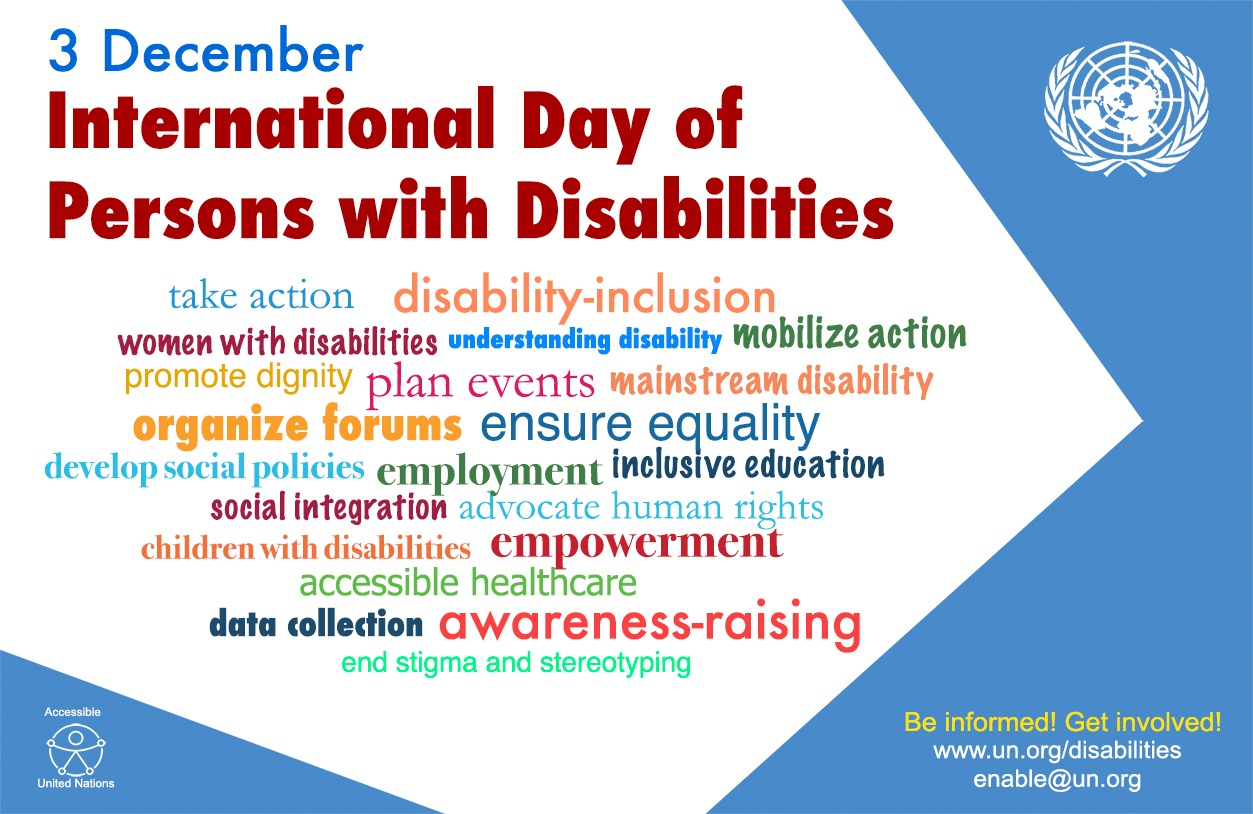 3 December
International Day of
Persons with Disabilities
take action disability-inclusion
women with disabilities understanding disability mobilize action
promote dignity plan events mainstream disability
organize forums ensure equality
develop social policies employment inclusive education
social integration advocate human rights
children with disabilities empowerment
accessible healthcare
data collection awareness-raising
end stigma and stereotyping
Accessible
United Nations
Be informed! Get involved!
www.un.org/disabilities
enable@un.org